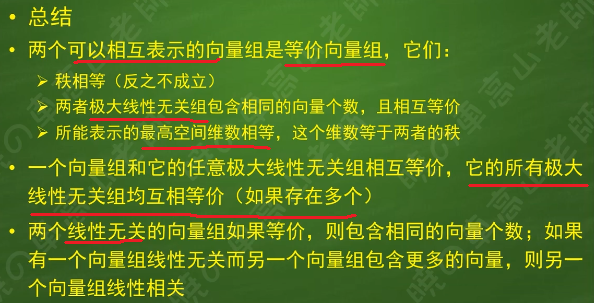 • 总结
• 两个可以相互表示的向量组是等价向量组，它们：
➢ 秩相等（反之不成立）
➢ 两者极大线性无关组包含相同的向量个数，且相互等价
➢ 所能表示的最高空间维数相等，这个维数等于两者的秩
• 一个向量组和它的任意极大线性无关组相互等价，它的所有极大
线性无关组均互相等价（如果存在多个）
• 两个线性无关的向量组如果等价，则包含相同的向量个数；如果
有一个向量组线性无关而另一个向量组包含更多的向量，则另一
个向量组线性相关